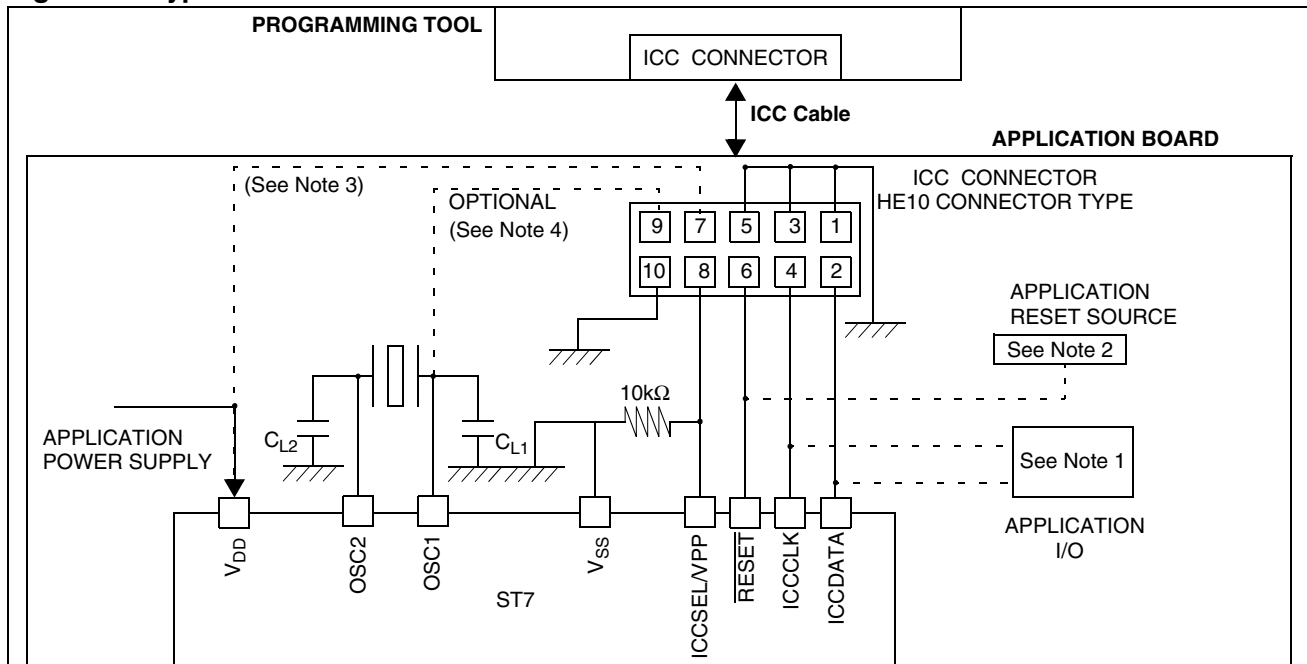 PROGRAMMING TOOL
ICC CONNECTOR
ICC Cable
APPLICATION BOARD
(See Note 3)
OPTIONAL
(See Note 4)
ICC CONNECTOR
HE10 CONNECTOR TYPE
9 7 5 3 1
10 8 6 4 2
APPLICATION
RESET SOURCE
See Note 2
10kΩ
APPLICATION
POWER SUPPLY
CL2
CL1
See Note 1
APPLICATION
I/O
VDD
OSC2
OSC1
VSS
ICCSEL/VPP
RESET
ICCCLK
ICCDATA
ST7